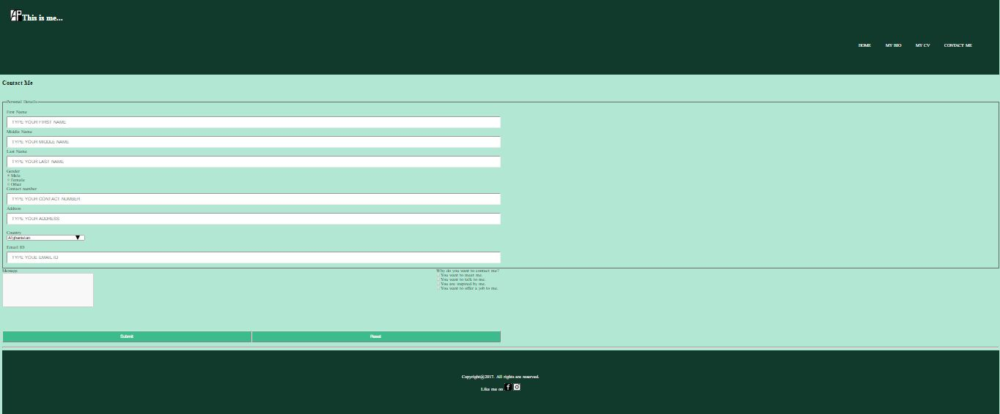 AP This is me...
HOME MY BIO MY CV CONTACT ME
Contact Me
Personal Details
First Name
TYPE YOUR FIRST NAME
Middle Name
TYPE YOUR MIDDLE NAME
Last Name
TYPE YOUR LAST NAME
Gender
Male
Female
Other
Contact number
TYPE YOUR CONTACT NUMBER
Address
TYPE YOUR ADDRESS
Country
Afghanistan
Email ID
TYPE YOUE EMAIL ID
Message
Why do you want to contact me?
You want to meet me.
You want to talk to me.
You are inspired by me.
You want to offer a job to me.
Submit Reset
Copyright@2017. All rights are reserved.
Like me on f